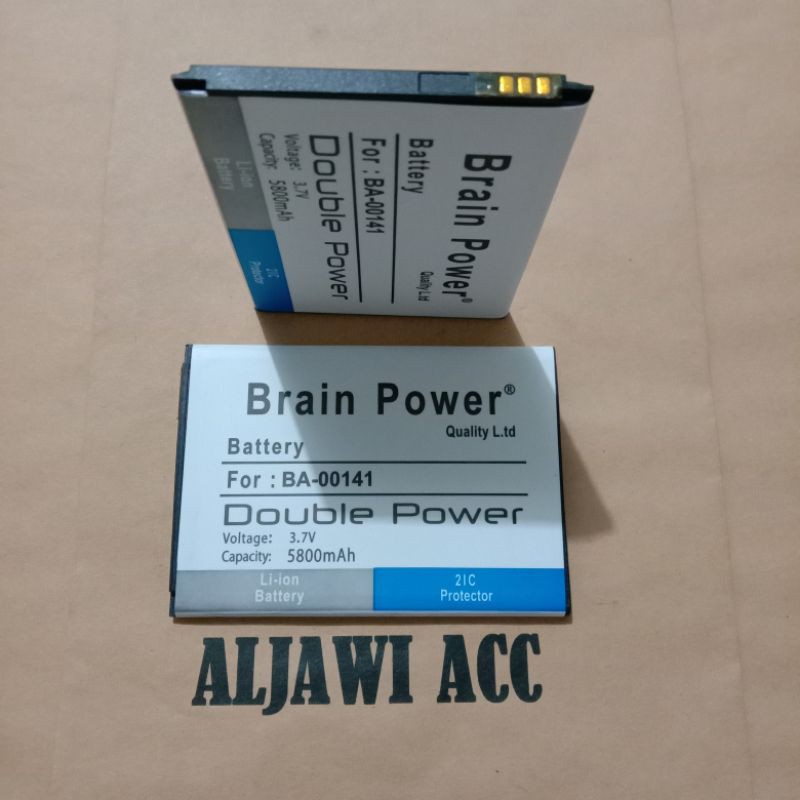 Brain Power®
Quality Ltd
Battery
For : BA-00141
Double Power
Voltage: 3.7V
Capacity: 5800mAh
Li-ion
Battery
2IC
Protector
Brain Power®
Quality L.td
Battery
For : BA-00141
Double Power
Voltage: 3.7V
Capacity: 5800mAh
Li-ion
Battery
2IC
Protector
ALJAWI ACC